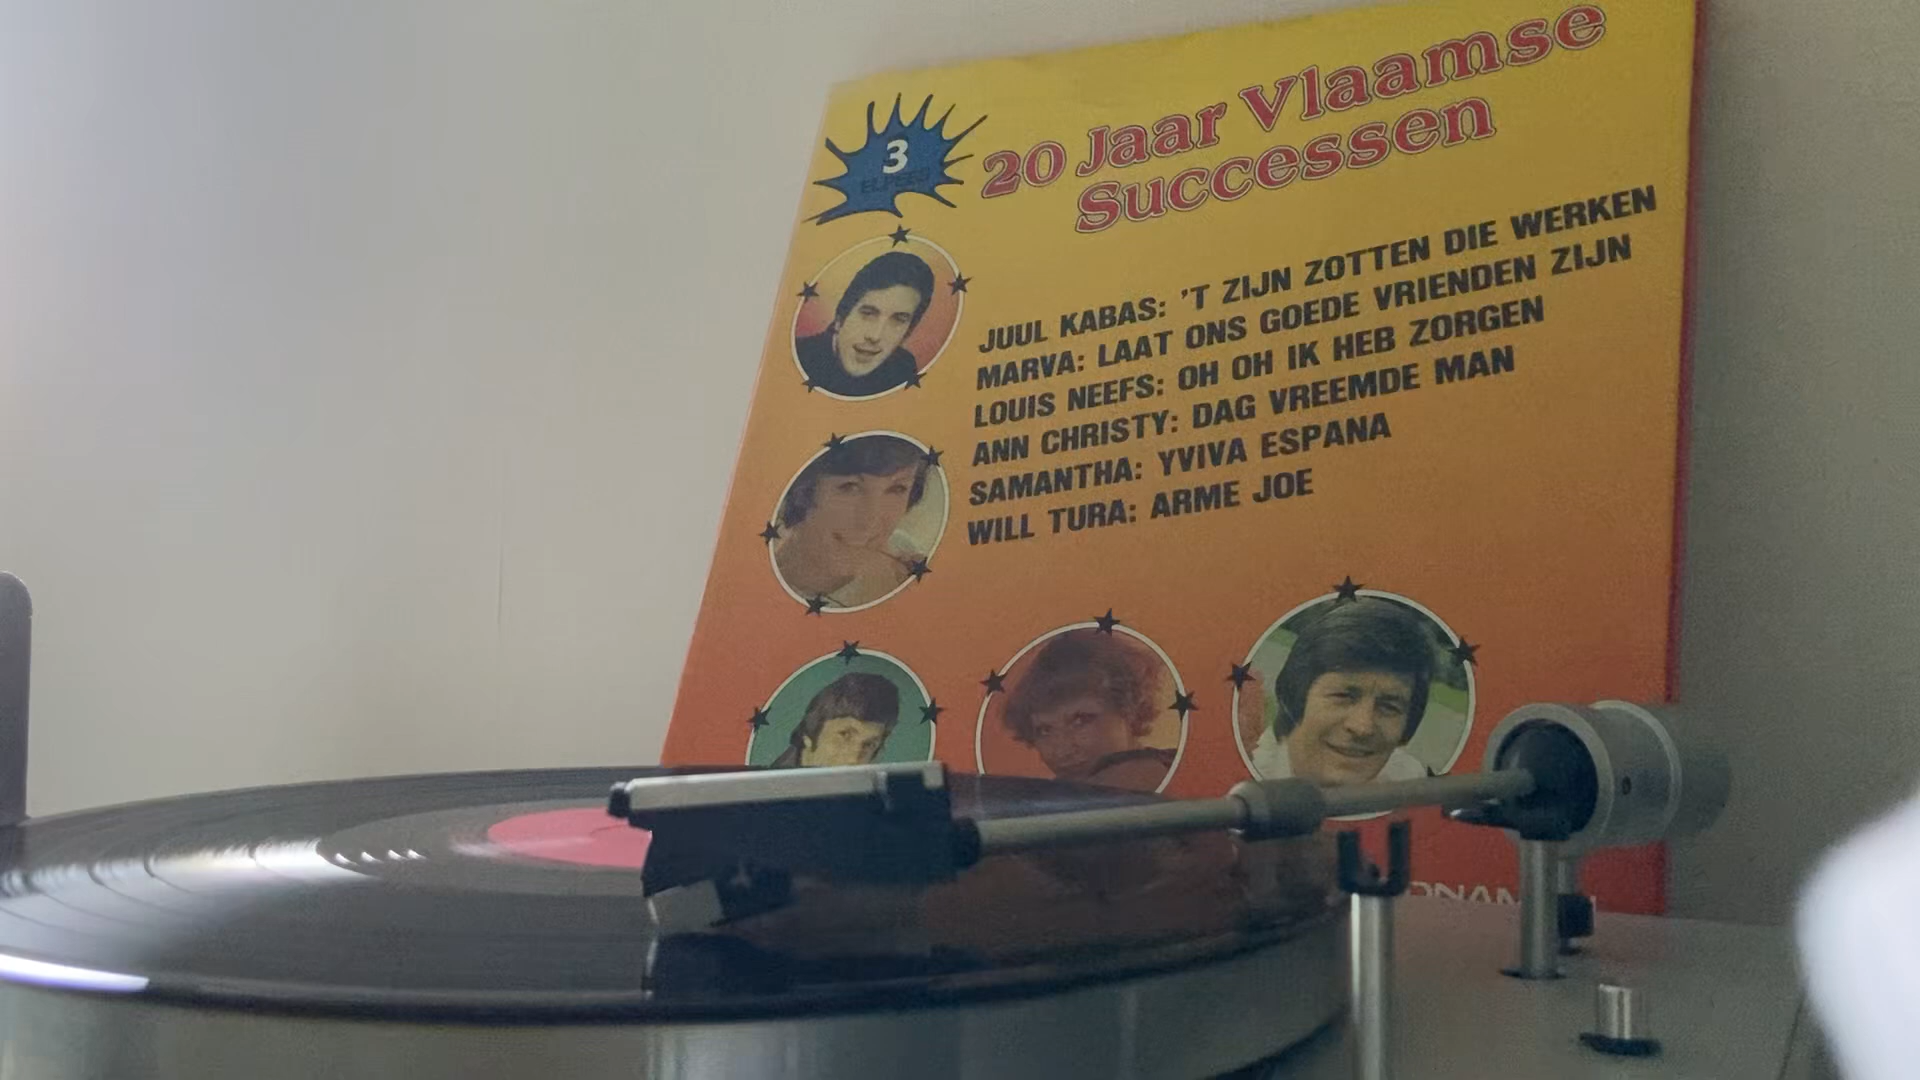 3
ELPEES
20 Jaar Vlaamse
Successen
JUUL KABAS: 'T ZIJN ZOTTEN DIE WERKEN
MARVA: LAAT ONS GOEDE VRIENDEN ZIJN
LOUIS NEEFS: OH OH IK HEB ZORGEN
ANN CHRISTY: DAG VREEMDE MAN
SAMANTHA: YVIVA ESPANA
WILL TURA: ARME JOE